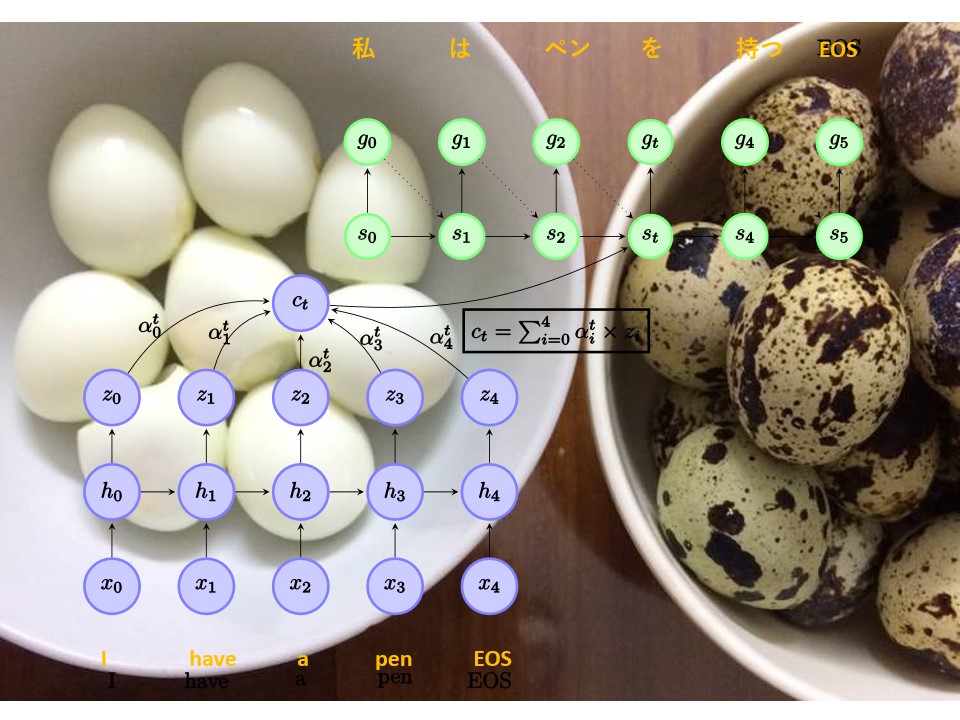 私 は ペン を 持つ EOS
g₀ g₁ g₂ gₜ g₄ g₅
s₀ s₁ s₂ sₜ s₄ s₅
cₜ
α₀ᵗ α₁ᵗ α₂ᵗ α₃ᵗ α₄ᵗ
cₜ = ∑⁴ᵢ₌₀ αᵢᵗ × zᵢ
z₀ z₁ z₂ z₃ z₄
h₀ h₁ h₂ h₃ h₄
x₀ x₁ x₂ x₃ x₄
I have a pen EOS
I have a pen EOS